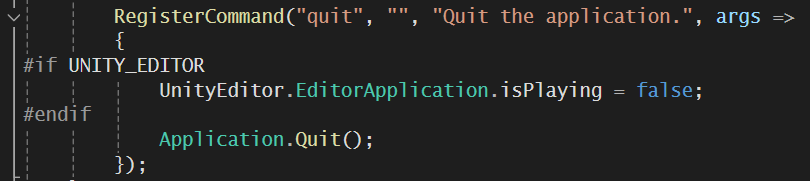 RegisterCommand("quit", "", "Quit the application.", args =>
{
#if UNITY_EDITOR
UnityEditor.EditorApplication.isPlaying = false;
#endif
Application.Quit();
});